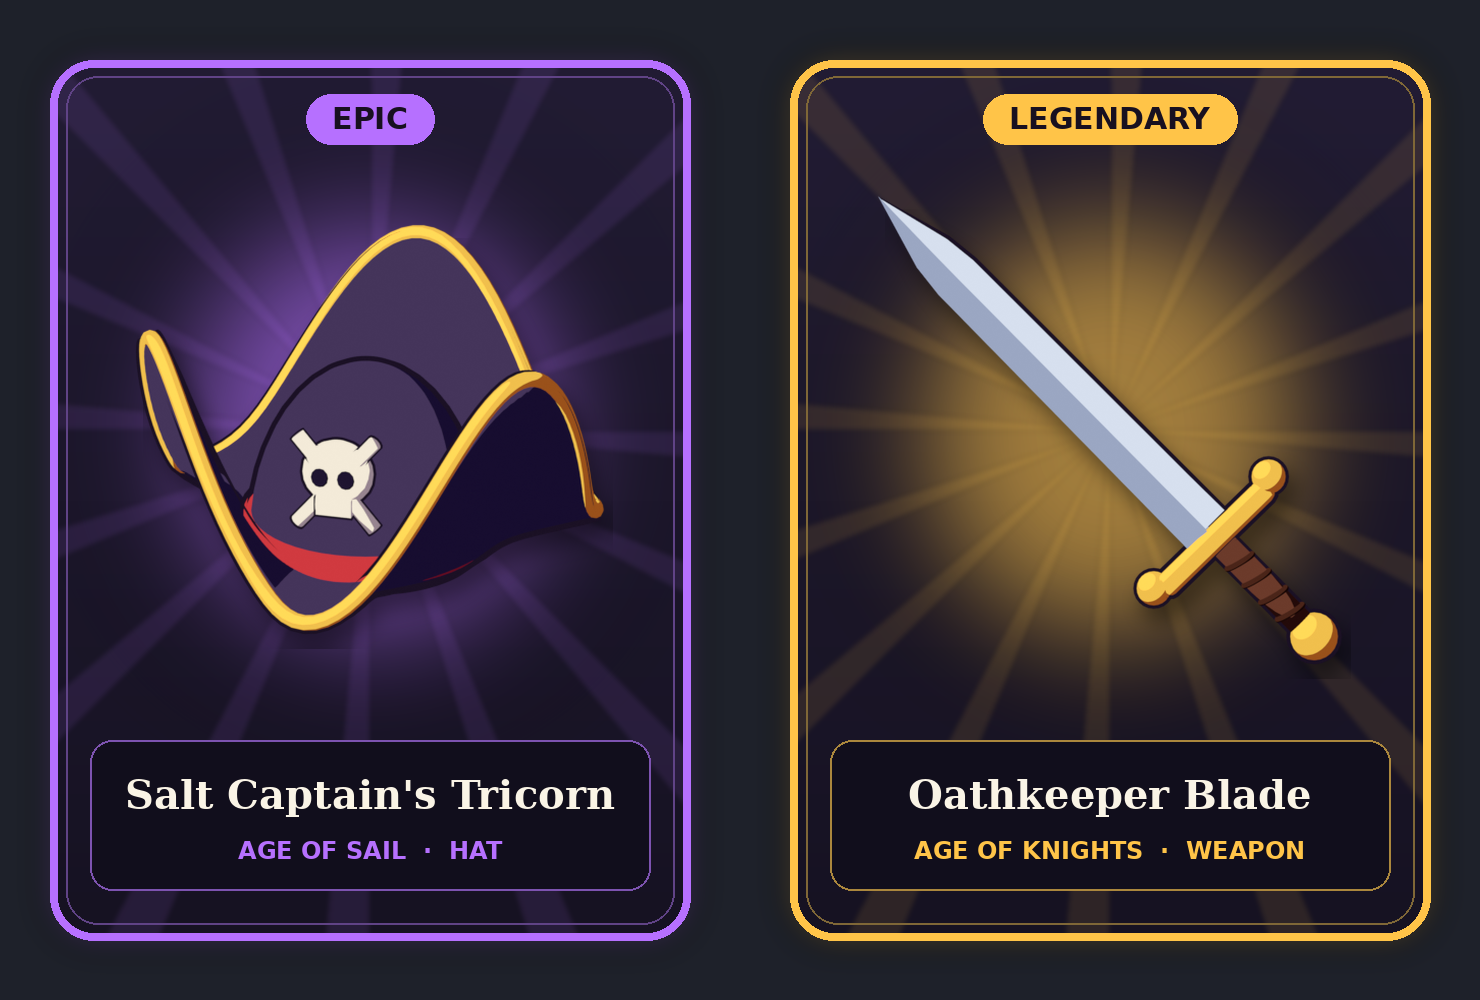 EPIC
Salt Captain's Tricorn
AGE OF SAIL · HAT
LEGENDARY
Oathkeeper Blade
AGE OF KNIGHTS · WEAPON